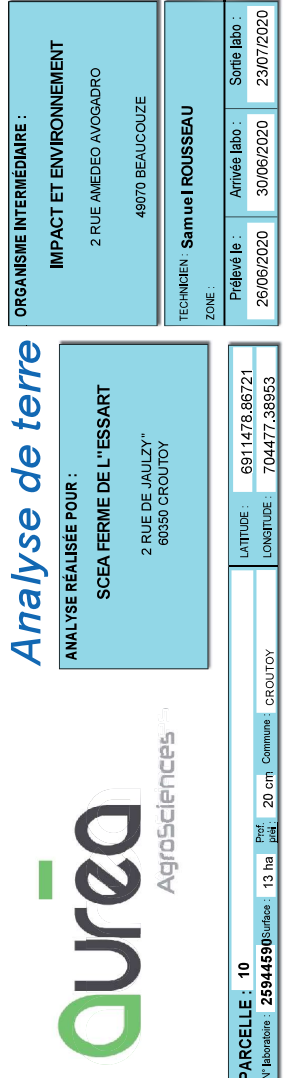 auréa
AgroSciences
Analyse de terre
ANALYSE RÉALISÉE POUR :
SCEA FERME DE L''ESSART
2 RUE DE JAULZY"
60350 CROUTOY
ORGANISME INTERMÉDIAIRE :
IMPACT ET ENVIRONNEMENT
2 RUE AMEDEO AVOGADRO
49070 BEAUCOUZE
TECHNICIEN : Samuel ROUSSEAU
ZONE :
Prélevé le : Arrivée labo : Sortie labo :
26/06/2020 30/06/2020 23/07/2020
PARCELLE : 10
N° laboratoire : 25944590 Surface : 13 ha Prof. prél : 20 cm Commune : CROUTOY
LATITUDE : 6911478.86721
LONGITUDE : 704477.38953